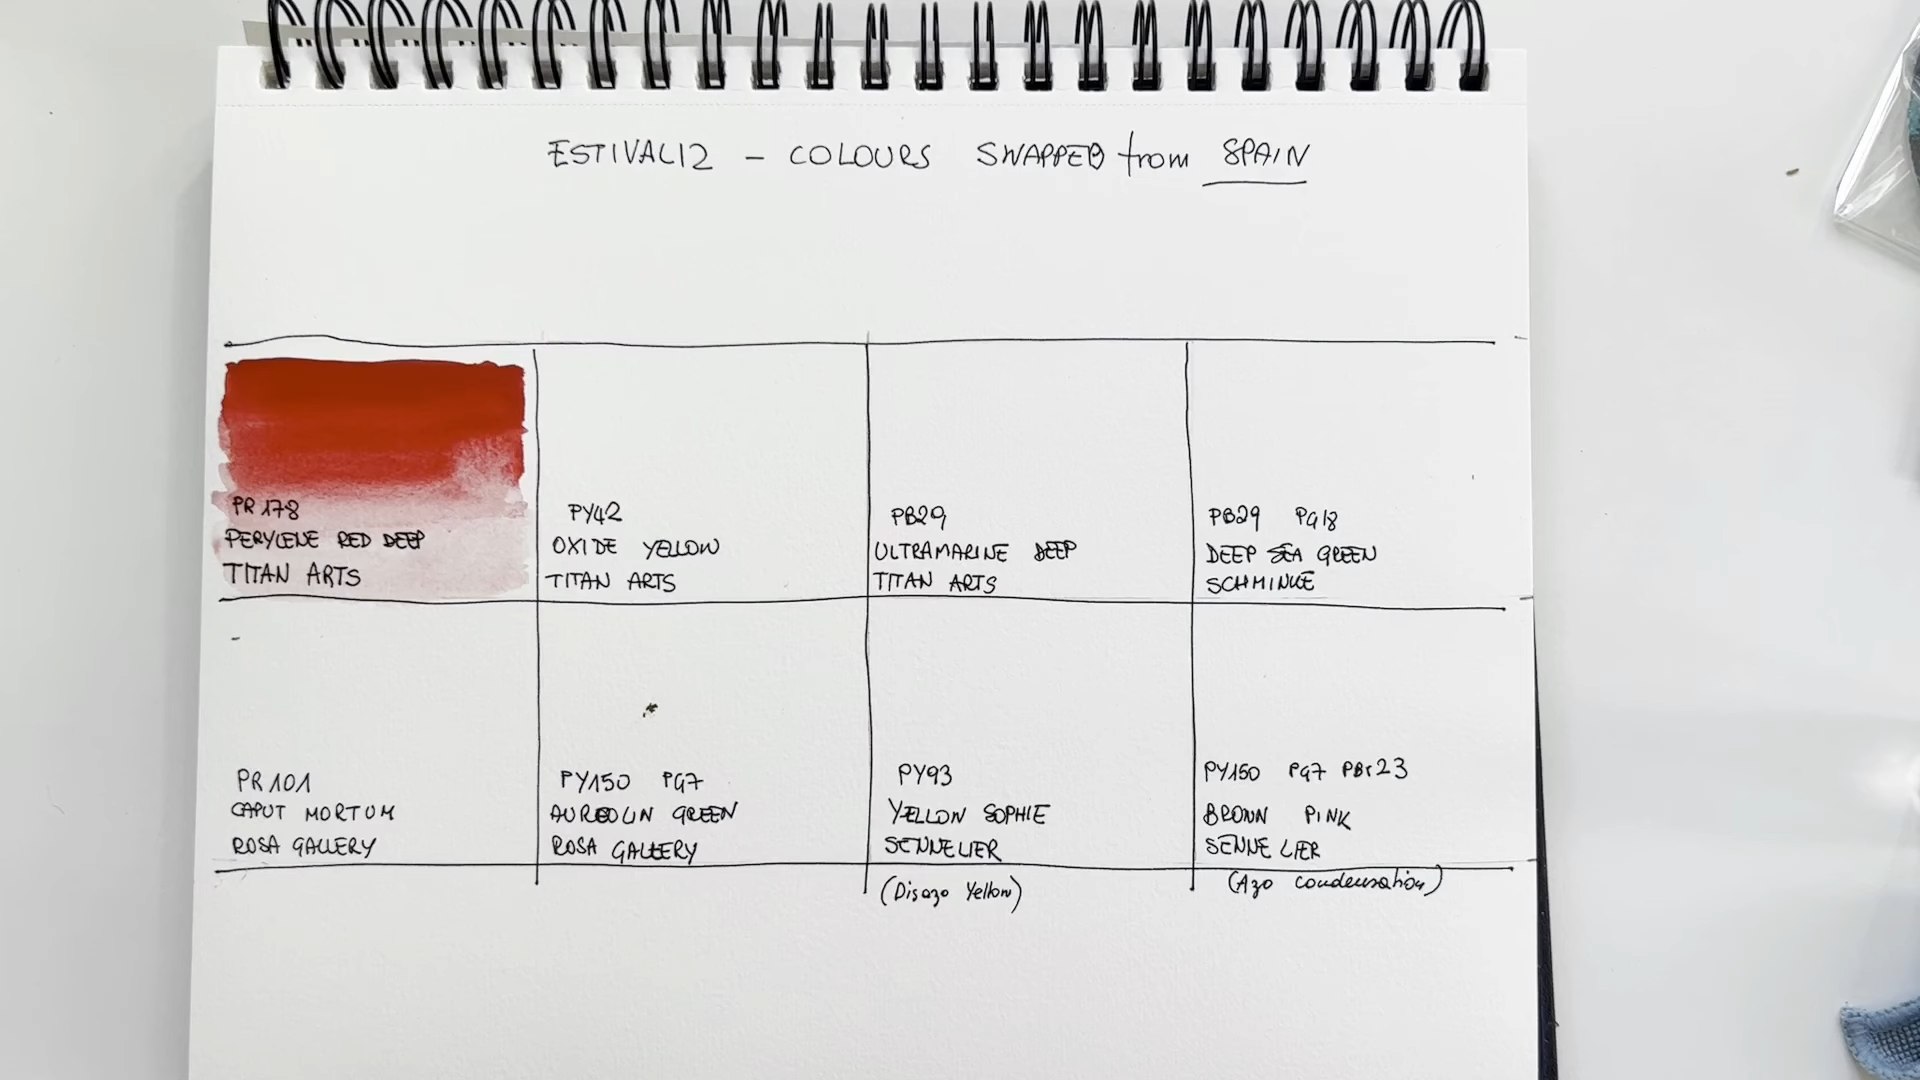 ESTIVALIZ - COLOURS SWAPPED from SPAIN
PR178
PERYLENE RED DEEP
TITAN ARTS
PY42
OXIDE YELLOW
TITAN ARTS
PB29
ULTRAMARINE DEEP
TITAN ARTS
PB29 PG18
DEEP SEA GREEN
SCHMINKE
PR101
CAPUT MORTUM
ROSA GALLERY
PY150 PG7
AUREOLIN GREEN
ROSA GALLERY
PY93
YELLOW SOPHIE
SENNELIER
(Disazo Yellow)
PY150 PG7 PBr23
BROWN PINK
SENNELIER
(Azo condensation)